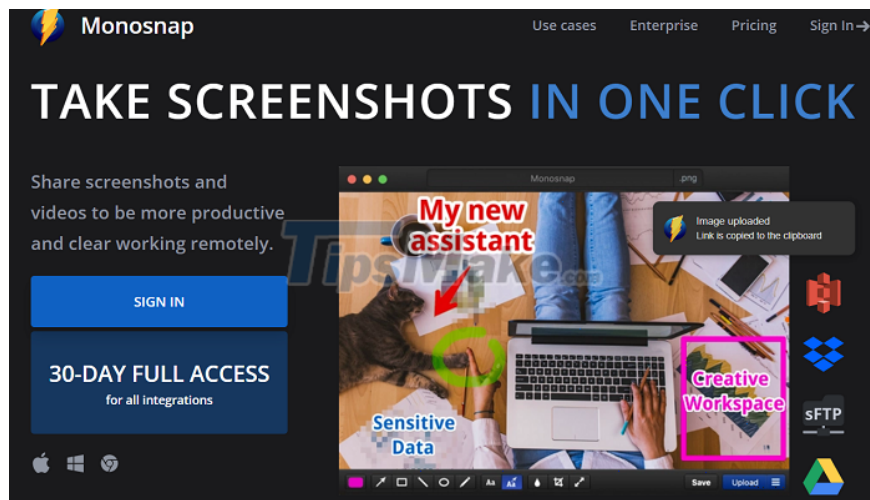 Monosnap
Use cases Enterprise Pricing Sign In
TAKE SCREENSHOTS IN ONE CLICK
Share screenshots and
videos to be more productive
and clear working remotely.
SIGN IN
30-DAY FULL ACCESS
for all integrations
Monosnap .png
My new
assistant
Image uploaded
Link is copied to the clipboard
TipsMake.com
Creative
Workspace
Sensitive
Data
sFTP
Aa Aa Save Upload